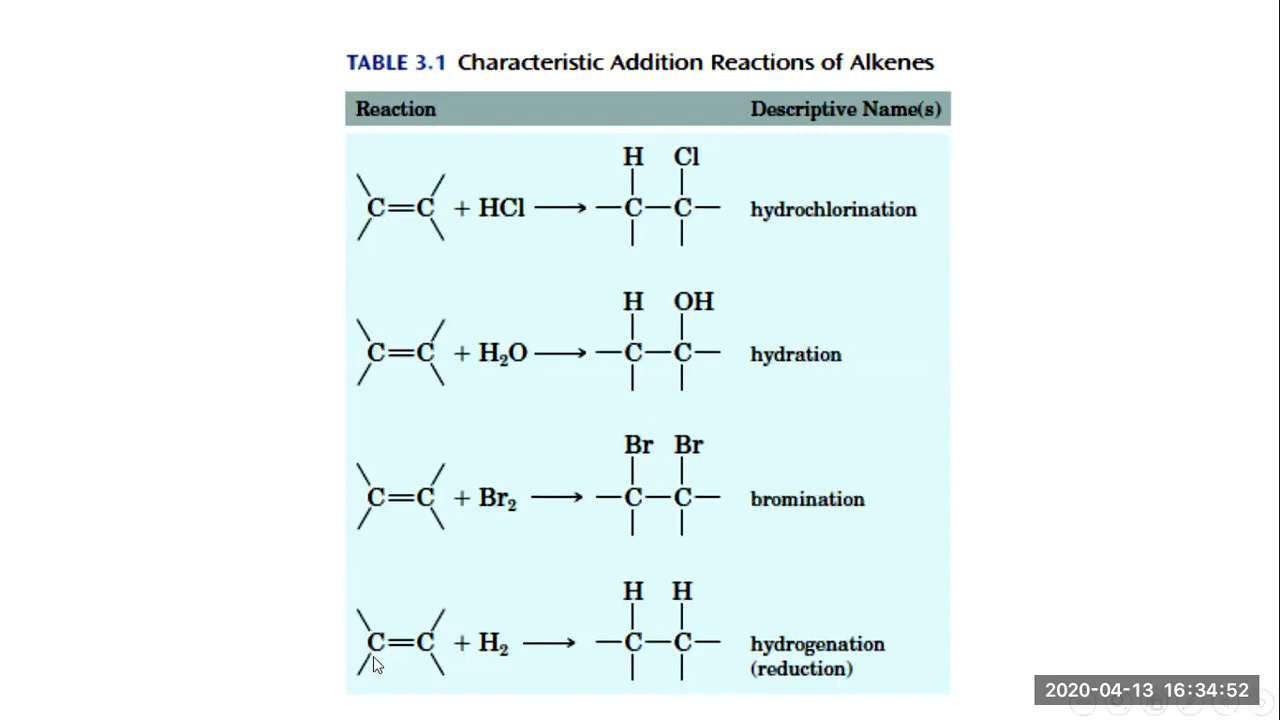 TABLE 3.1 Characteristic Addition Reactions of Alkenes
Reaction Descriptive Name(s)
H Cl
C=C + HCl ⟶ —C—C— hydrochlorination
H OH
C=C + H₂O ⟶ —C—C— hydration
Br Br
C=C + Br₂ ⟶ —C—C— bromination
H H
C=C + H₂ ⟶ —C—C— hydrogenation
(reduction)
2020-04-13 16:34:52